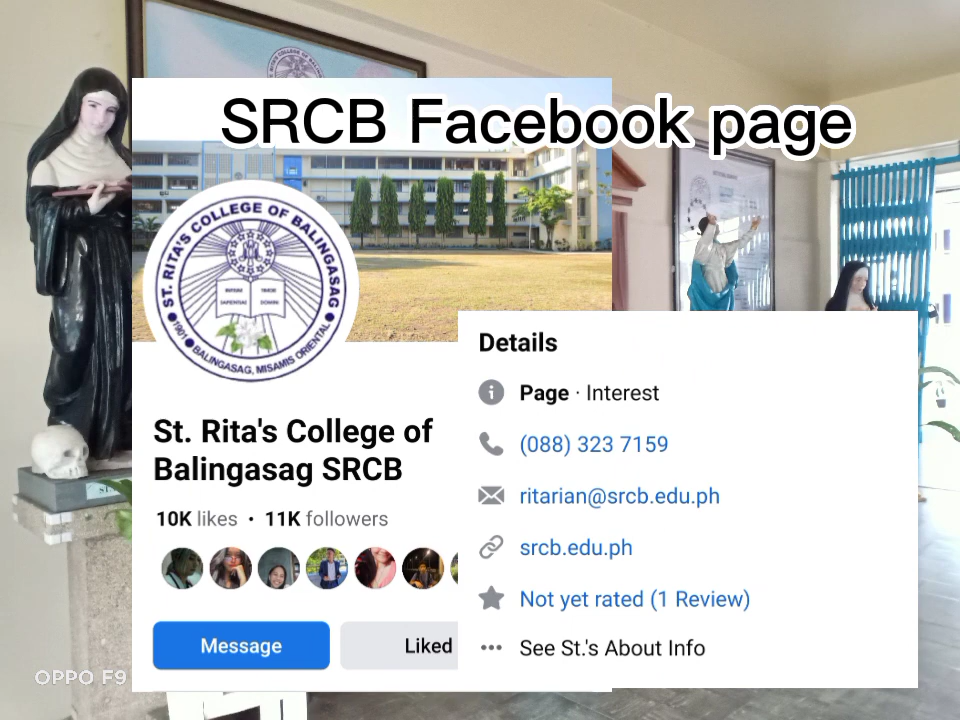 SRCB Facebook page
ST. RITA'S COLLEGE OF BALINGASAG
•1901• BALINGASAG, MISAMIS ORIENTAL
St. Rita's College of
Balingasag SRCB
10K likes • 11K followers
Message
Liked
Details
Page · Interest
(088) 323 7159
ritarian@srcb.edu.ph
srcb.edu.ph
Not yet rated (1 Review)
See St.'s About Info
OPPO F9